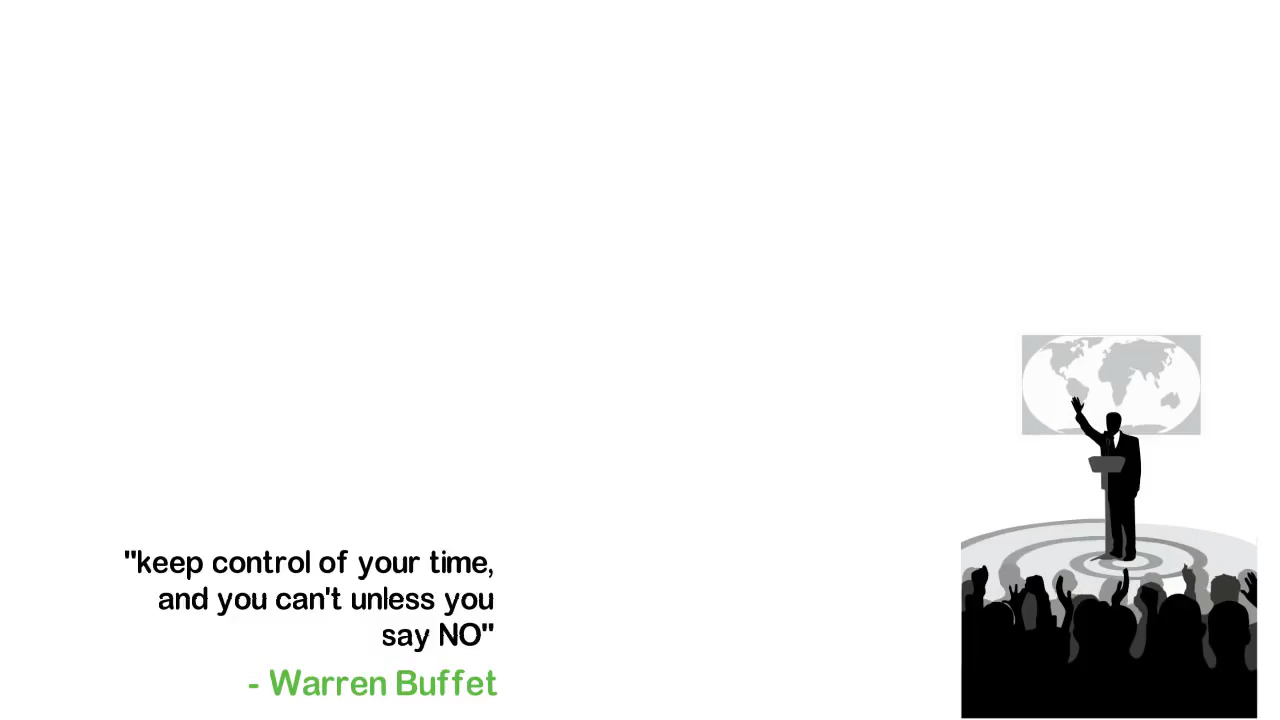 "keep control of your time,
and you can't unless you
say NO"
- Warren Buffet